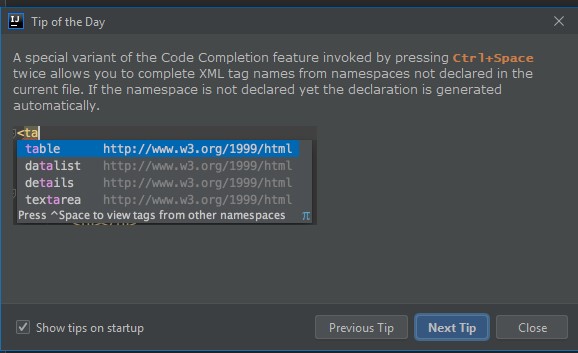 IJ
Tip of the Day
A special variant of the Code Completion feature invoked by pressing Ctrl+Space
twice allows you to complete XML tag names from namespaces not declared in the
current file. If the namespace is not declared yet the declaration is generated
automatically.
<ta
table http://www.w3.org/1999/html
datalist http://www.w3.org/1999/html
details http://www.w3.org/1999/html
textarea http://www.w3.org/1999/html
Press ^Space to view tags from other namespaces π
Show tips on startup
Previous Tip
Next Tip
Close